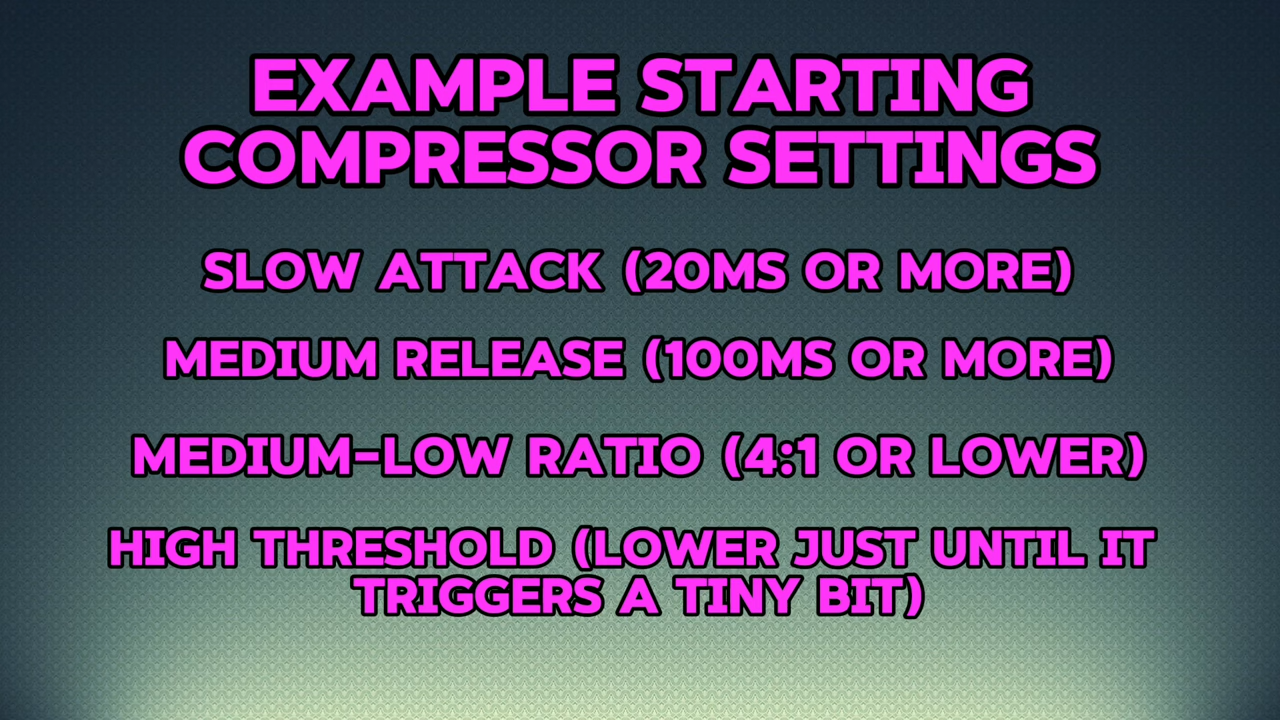 EXAMPLE STARTING
COMPRESSOR SETTINGS
SLOW ATTACK (20MS OR MORE)
MEDIUM RELEASE (100MS OR MORE)
MEDIUM-LOW RATIO (4:1 OR LOWER)
HIGH THRESHOLD (LOWER JUST UNTIL IT
TRIGGERS A TINY BIT)